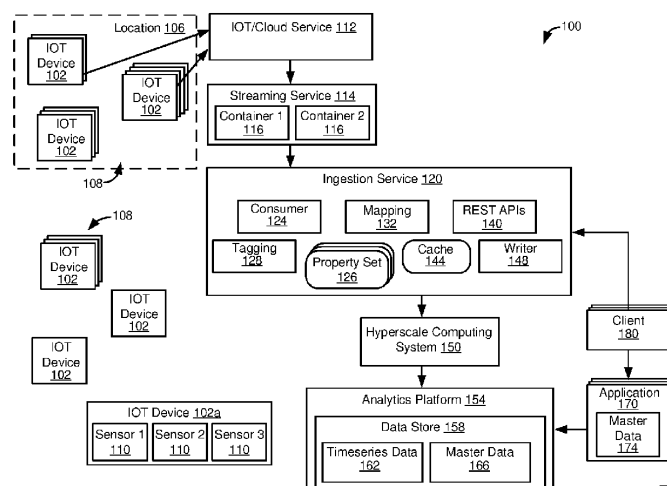 Location 106
IOT
Device
102
IOT
Device
102
IOT
Device
102
108
IOT/Cloud Service 112
100
Streaming Service 114
Container 1
116
Container 2
116
Ingestion Service 120
Consumer
124
Mapping
132
REST APIs
140
Tagging
128
Property Set
126
Cache
144
Writer
148
108
IOT
Device
102
IOT
Device
102
IOT
Device
102
Hyperscale Computing
System 150
Client
180
Application
170
Master
Data
174
Analytics Platform 154
Data Store 158
Timeseries Data
162
Master Data
166
IOT Device 102a
Sensor 1
110
Sensor 2
110
Sensor 3
110